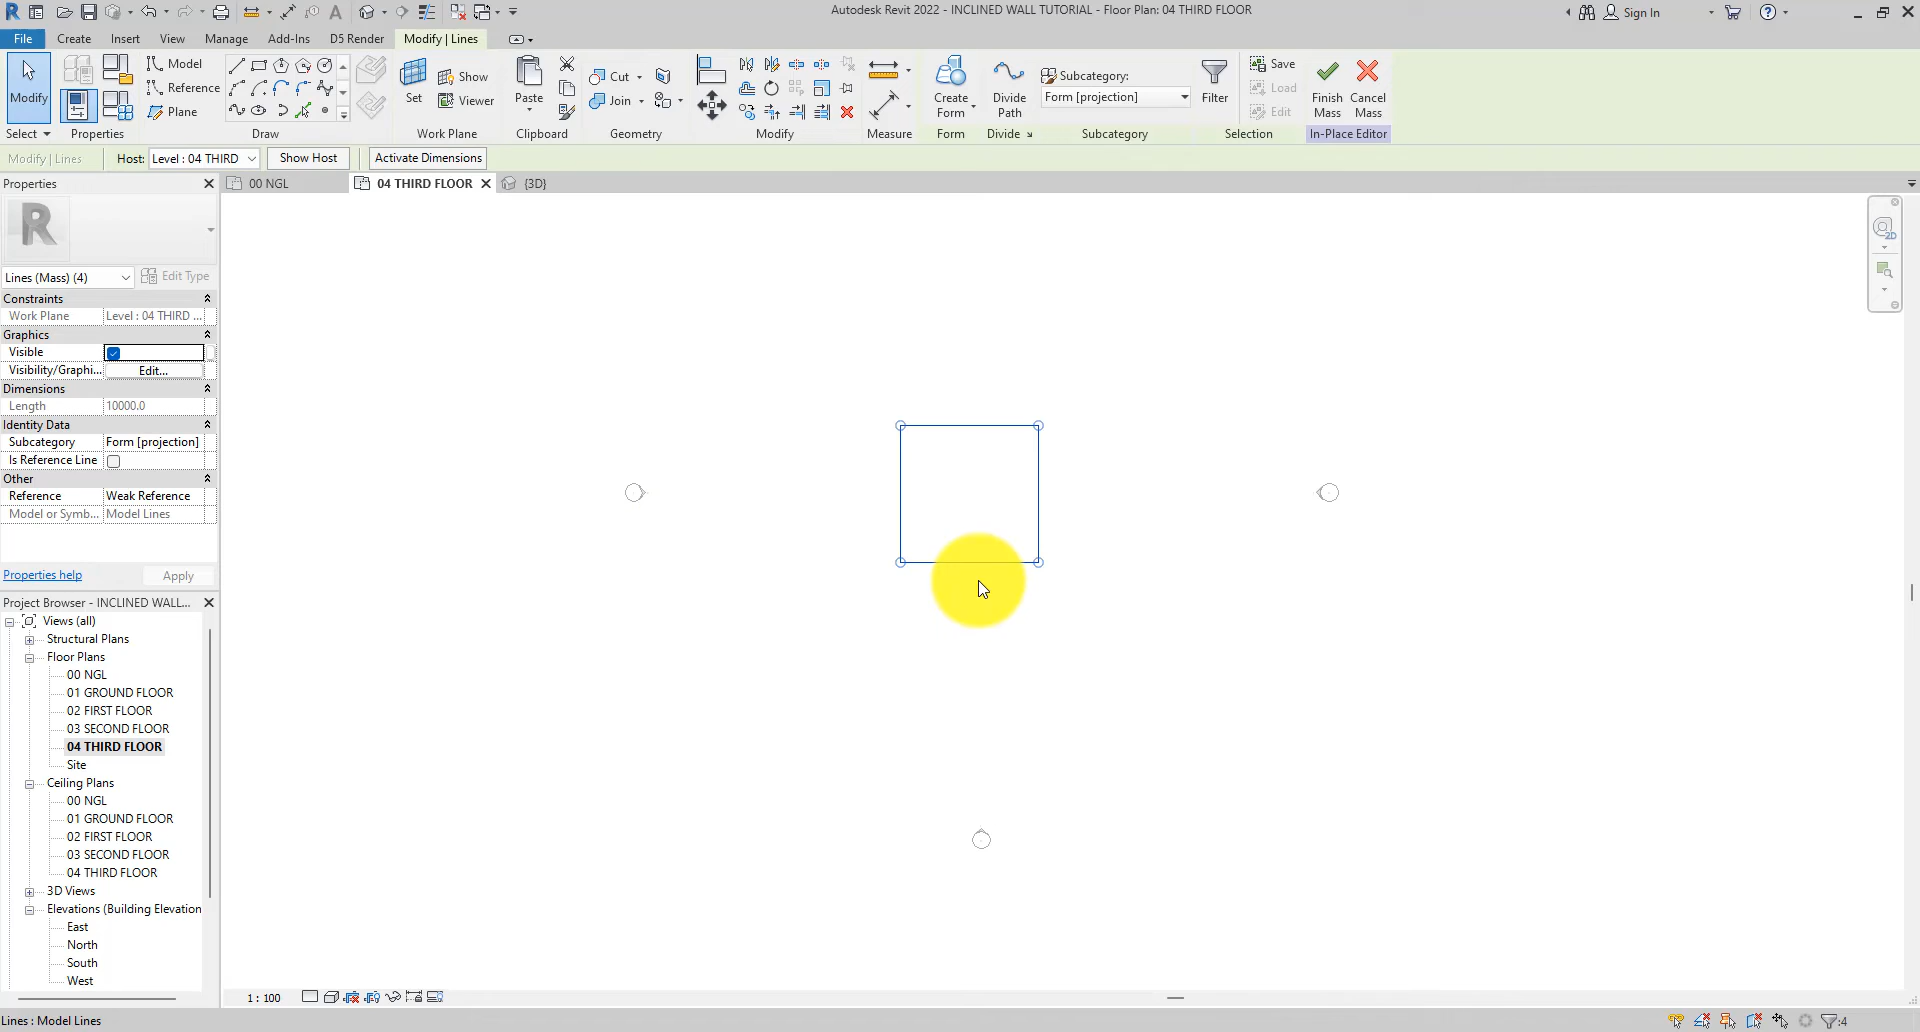 Autodesk Revit 2022 - INCLINED WALL TUTORIAL - Floor Plan: 04 THIRD FLOOR
Sign In
File
Create
Insert
View
Manage
Add-Ins
D5 Render
Modify | Lines
Modify
Select
Properties
Model
Reference
Plane
Draw
Set
Show
Viewer
Work Plane
Paste
Clipboard
Cut
Join
Geometry
Modify
Measure
Create
Form
Form
Divide
Path
Divide
Subcategory:
Form [projection]
Subcategory
Filter
Save
Load
Edit
Selection
Finish
Mass
Cancel
Mass
In-Place Editor
Modify | Lines
Host:
Level : 04 THIRD
Show Host
Activate Dimensions
Properties
00 NGL
04 THIRD FLOOR
{3D}
R
2D
Lines (Mass) (4)
Edit Type
Constraints
Work Plane
Level : 04 THIRD ...
Graphics
Visible
Visibility/Graphi...
Edit...
Dimensions
Length
10000.0
Identity Data
Subcategory
Form [projection]
Is Reference Line
Other
Reference
Weak Reference
Model or Symb...
Model Lines
Properties help
Apply
Project Browser - INCLINED WALL...
Views (all)
Structural Plans
Floor Plans
00 NGL
01 GROUND FLOOR
02 FIRST FLOOR
03 SECOND FLOOR
04 THIRD FLOOR
Site
Ceiling Plans
00 NGL
01 GROUND FLOOR
02 FIRST FLOOR
03 SECOND FLOOR
04 THIRD FLOOR
3D Views
Elevations (Building Elevation
East
North
South
West
1 : 100
Lines : Model Lines
:4